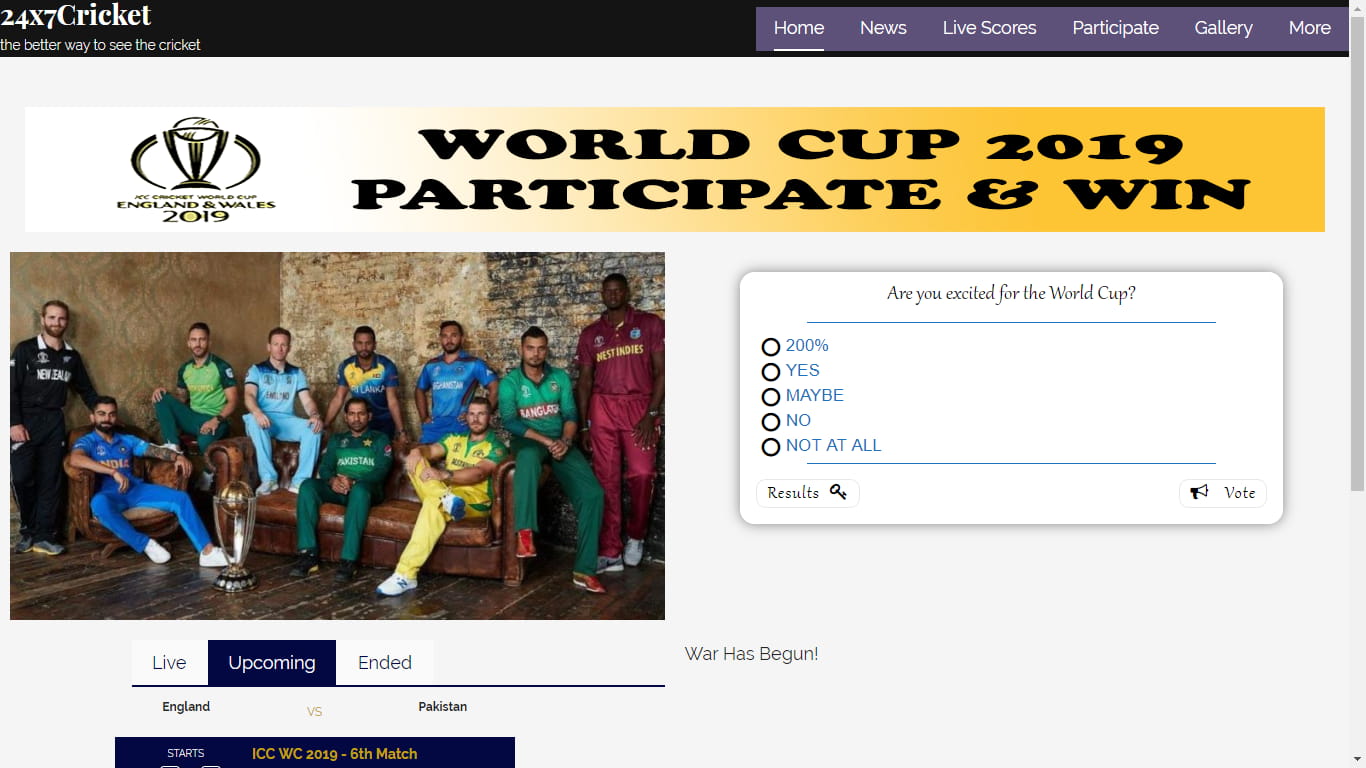 24x7Cricket
the better way to see the cricket
Home News Live Scores Participate Gallery More
ICC CRICKET WORLD CUP
ENGLAND & WALES
2019
WORLD CUP 2019
PARTICIPATE & WIN
NEW ZEALAND
ENGLAND
SRI LANKA
AFGHANISTAN
WEST INDIES
BANGLA
INDIA
PAKISTAN
Are you excited for the World Cup?
200%
YES
MAYBE
NO
NOT AT ALL
Results
Vote
Live Upcoming Ended
England VS Pakistan
STARTS
ICC WC 2019 - 6th Match
War Has Begun!